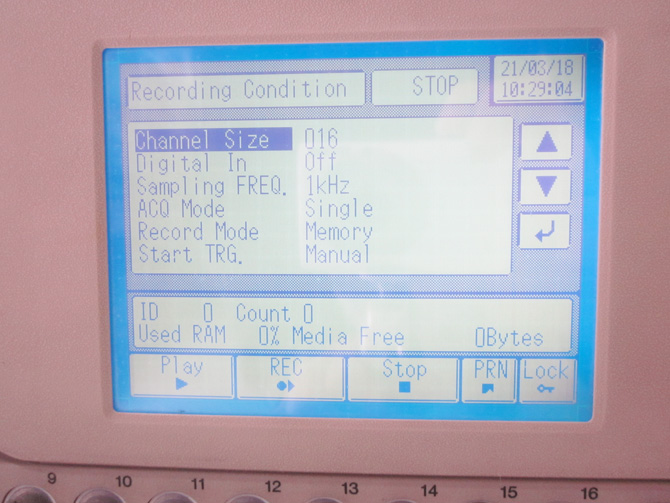 Recording Condition STOP 21/03/18
10:29:04
Channel Size 016
Digital In Off
Sampling FREQ. 1kHz
ACQ Mode Single
Record Mode Memory
Start TRG. Manual
ID 0 Count 0
Used RAM 0% Media Free 0Bytes
Play REC Stop PRN Lock
9 10 11 12 13 14 15 16